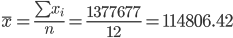 x̅ = ∑xᵢ / n = 1377677 / 12 = 114806.42